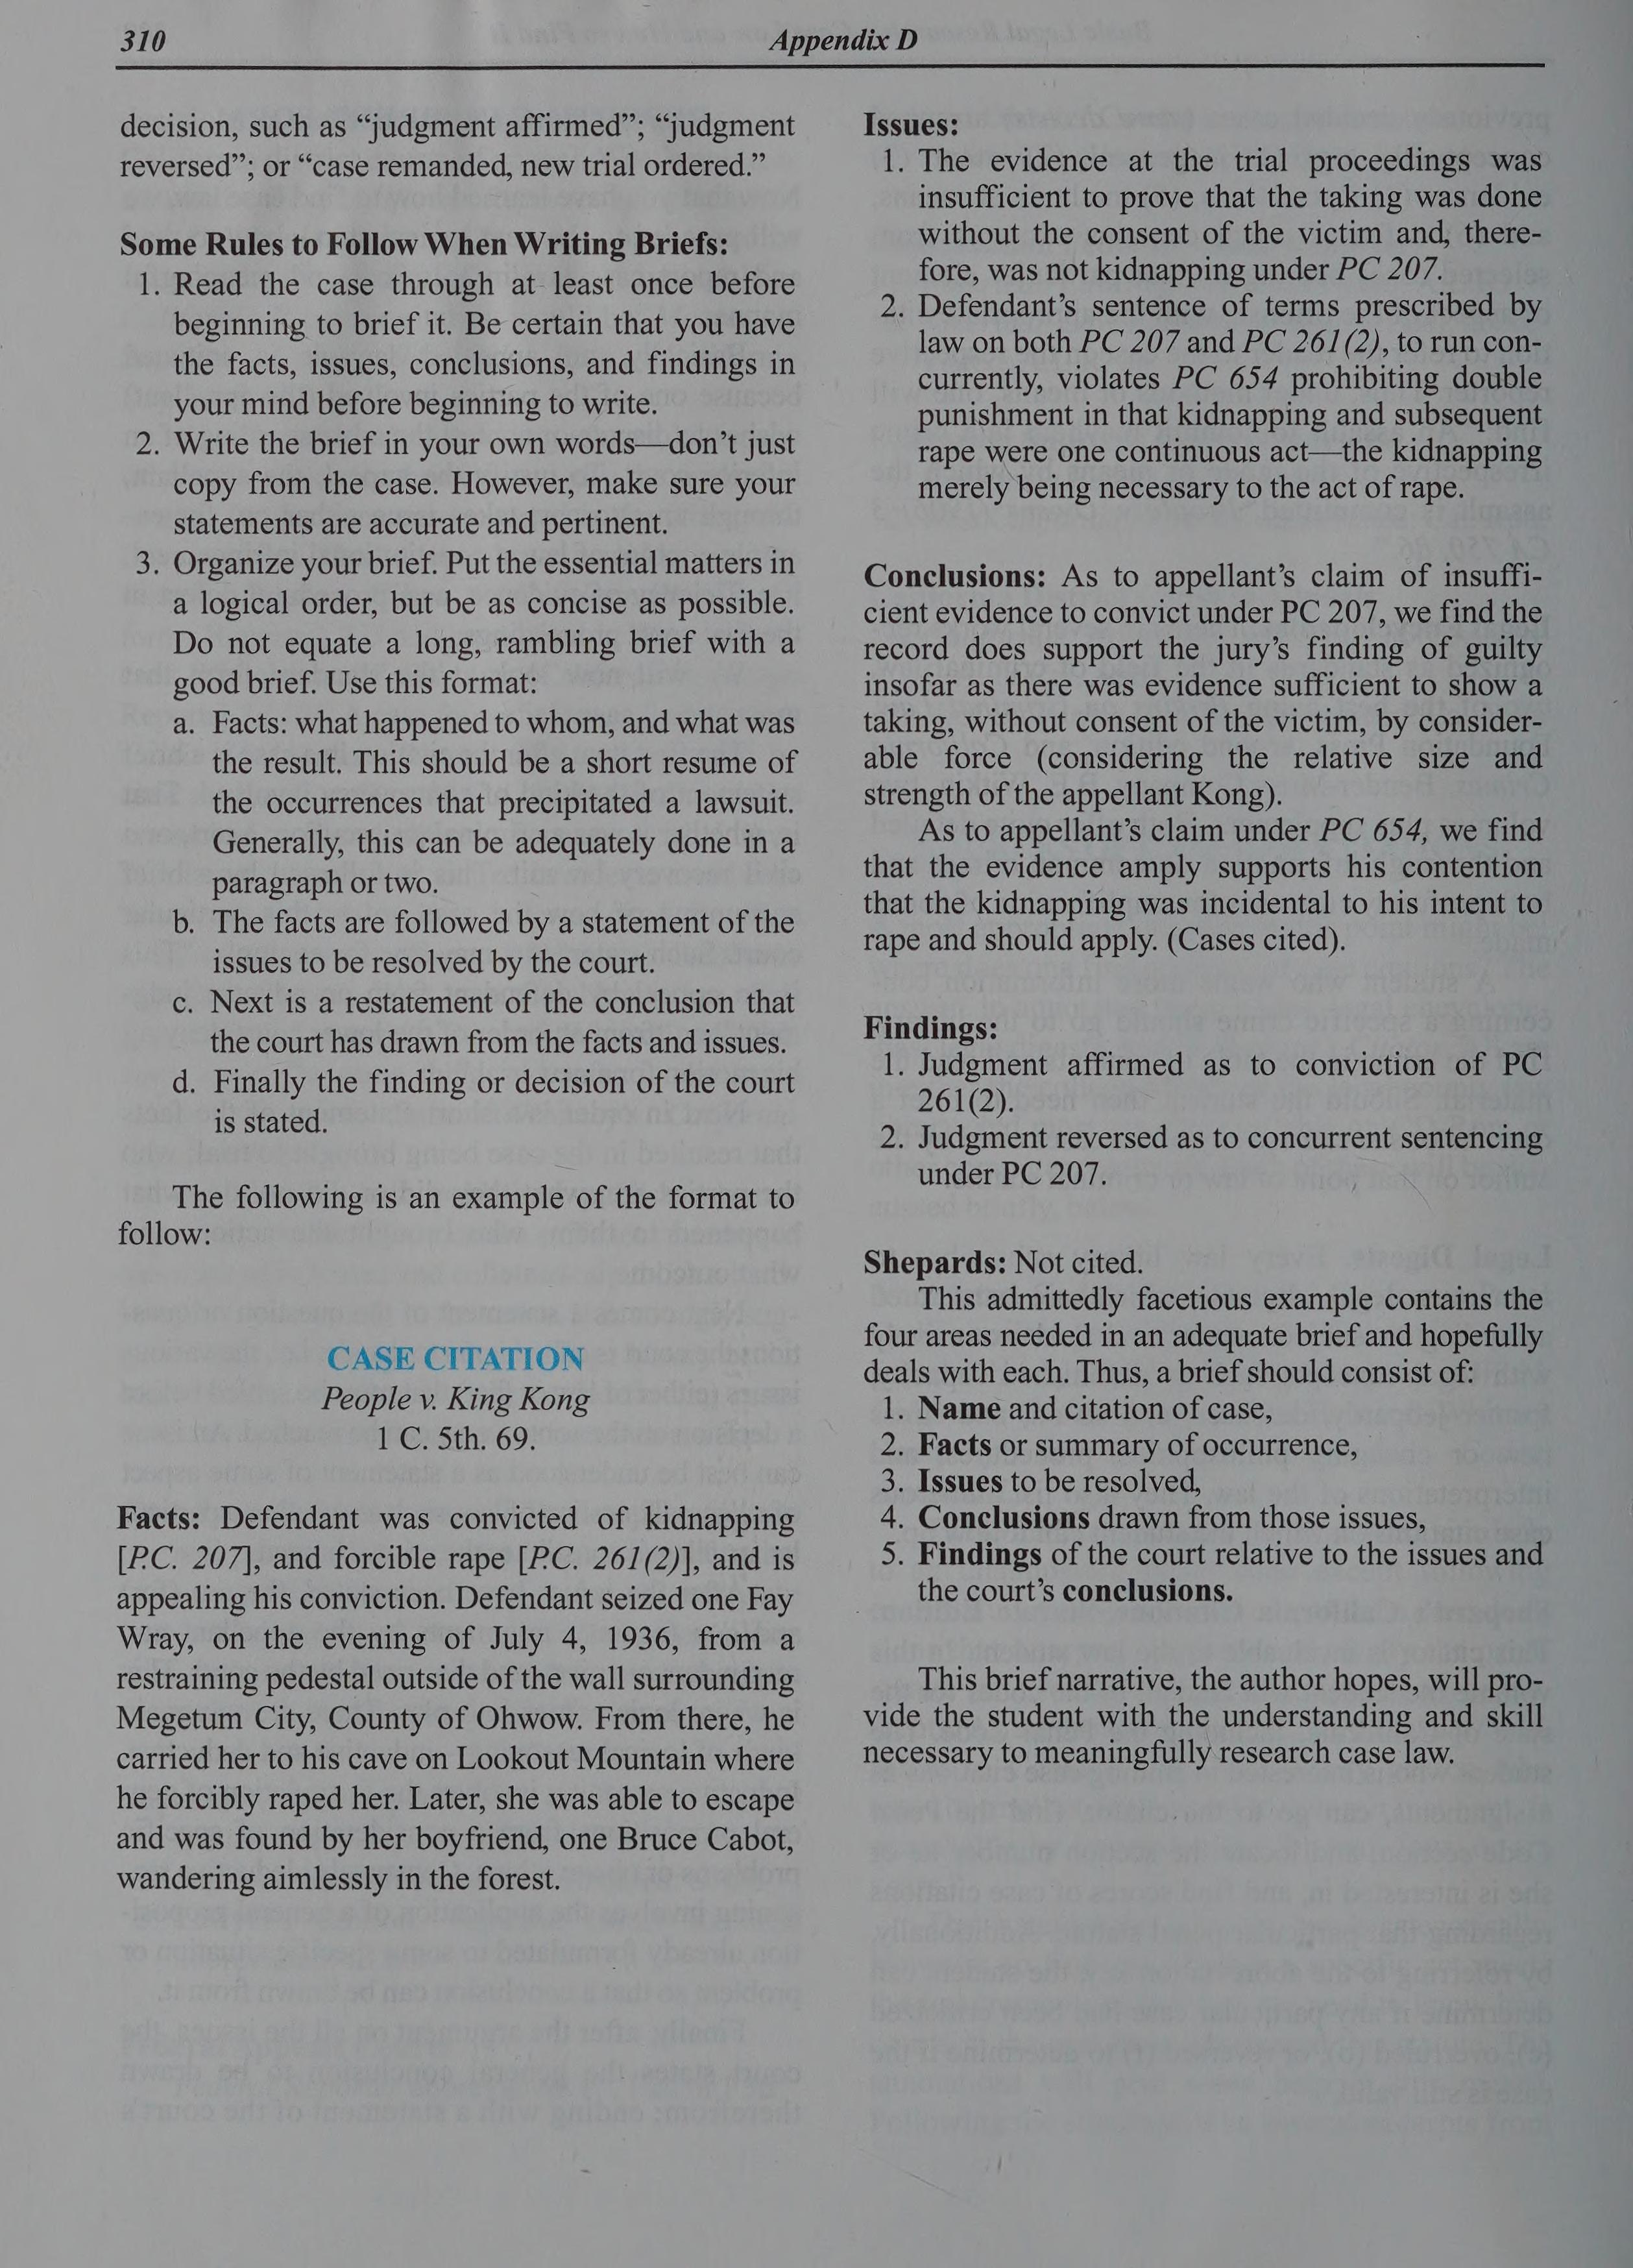 310
Appendix D
decision, such as “judgment affirmed”; “judgment
reversed”; or “case remanded, new trial ordered.”
Some Rules to Follow When Writing Briefs:
1. Read the case through at least once before
beginning to brief it. Be certain that you have
the facts, issues, conclusions, and findings in
your mind before beginning to write.
2. Write the brief in your own words—don’t just
copy from the case. However, make sure your
statements are accurate and pertinent.
3. Organize your brief. Put the essential matters in
a logical order, but be as concise as possible.
Do not equate a long, rambling brief with a
good brief. Use this format:
a. Facts: what happened to whom, and what was
the result. This should be a short resume of
the occurrences that precipitated a lawsuit.
Generally, this can be adequately done in a
paragraph or two.
b. The facts are followed by a statement of the
issues to be resolved by the court.
c. Next is a restatement of the conclusion that
the court has drawn from the facts and issues.
d. Finally the finding or decision of the court
is stated.
The following is an example of the format to
follow:
CASE CITATION
People v. King Kong
1 C. 5th. 69.
Facts: Defendant was convicted of kidnapping
[P.C. 207], and forcible rape [P.C. 261(2)], and is
appealing his conviction. Defendant seized one Fay
Wray, on the evening of July 4, 1936, from a
restraining pedestal outside of the wall surrounding
Megetum City, County of Ohwow. From there, he
carried her to his cave on Lookout Mountain where
he forcibly raped her. Later, she was able to escape
and was found by her boyfriend, one Bruce Cabot,
wandering aimlessly in the forest.
Issues:
1. The evidence at the trial proceedings was
insufficient to prove that the taking was done
without the consent of the victim and, there-
fore, was not kidnapping under PC 207.
2. Defendant’s sentence of terms prescribed by
law on both PC 207 and PC 261(2), to run con-
currently, violates PC 654 prohibiting double
punishment in that kidnapping and subsequent
rape were one continuous act—the kidnapping
merely being necessary to the act of rape.
Conclusions: As to appellant’s claim of insuffi-
cient evidence to convict under PC 207, we find the
record does support the jury’s finding of guilty
insofar as there was evidence sufficient to show a
taking, without consent of the victim, by consider-
able force (considering the relative size and
strength of the appellant Kong).
As to appellant’s claim under PC 654, we find
that the evidence amply supports his contention
that the kidnapping was incidental to his intent to
rape and should apply. (Cases cited).
Findings:
1. Judgment affirmed as to conviction of PC
261(2).
2. Judgment reversed as to concurrent sentencing
under PC 207.
Shepards: Not cited.
This admittedly facetious example contains the
four areas needed in an adequate brief and hopefully
deals with each. Thus, a brief should consist of:
1. Name and citation of case,
2. Facts or summary of occurrence,
3. Issues to be resolved,
4. Conclusions drawn from those issues,
5. Findings of the court relative to the issues and
the court’s conclusions.
This brief narrative, the author hopes, will pro-
vide the student with the understanding and skill
necessary to meaningfully research case law.